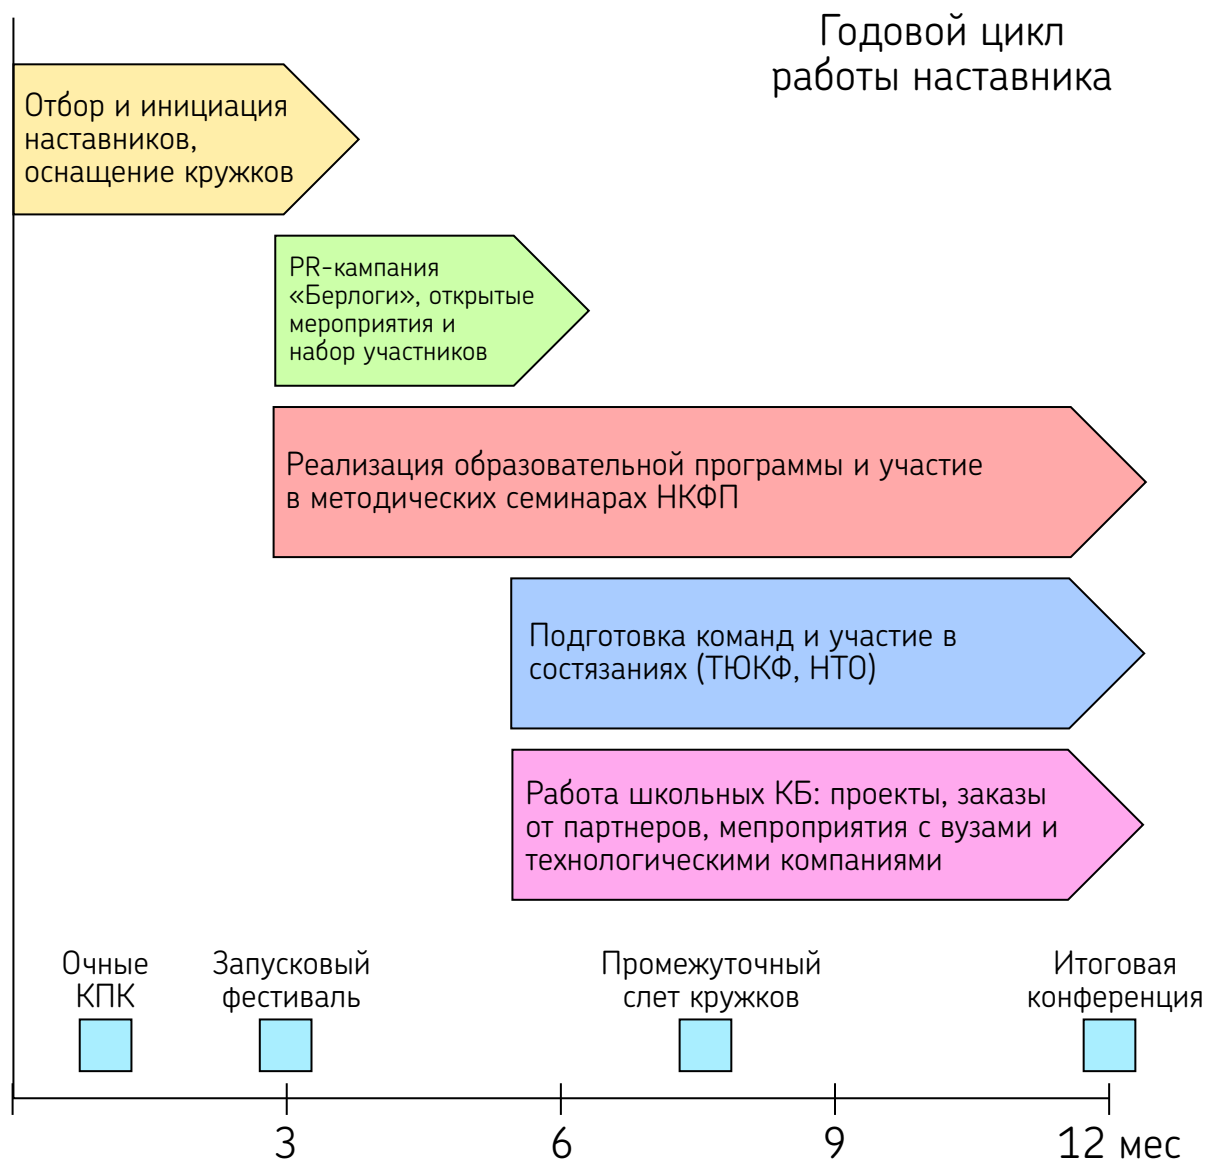 Годовой цикл
работы наставника
Отбор и инициация
наставников,
оснащение кружков
PR-кампания
«Берлоги», открытые
мероприятия и
набор участников
Реализация образовательной программы и участие
в методических семинарах НКФП
Подготовка команд и участие в
состязаниях (ТЮКФ, НТО)
Работа школьных КБ: проекты, заказы
от партнеров, мепроприятия с вузами и
технологическими компаниями
Очные
КПК
Запусковый
фестиваль
Промежуточный
слет кружков
Итоговая
конференция
3 6 9 12 мес